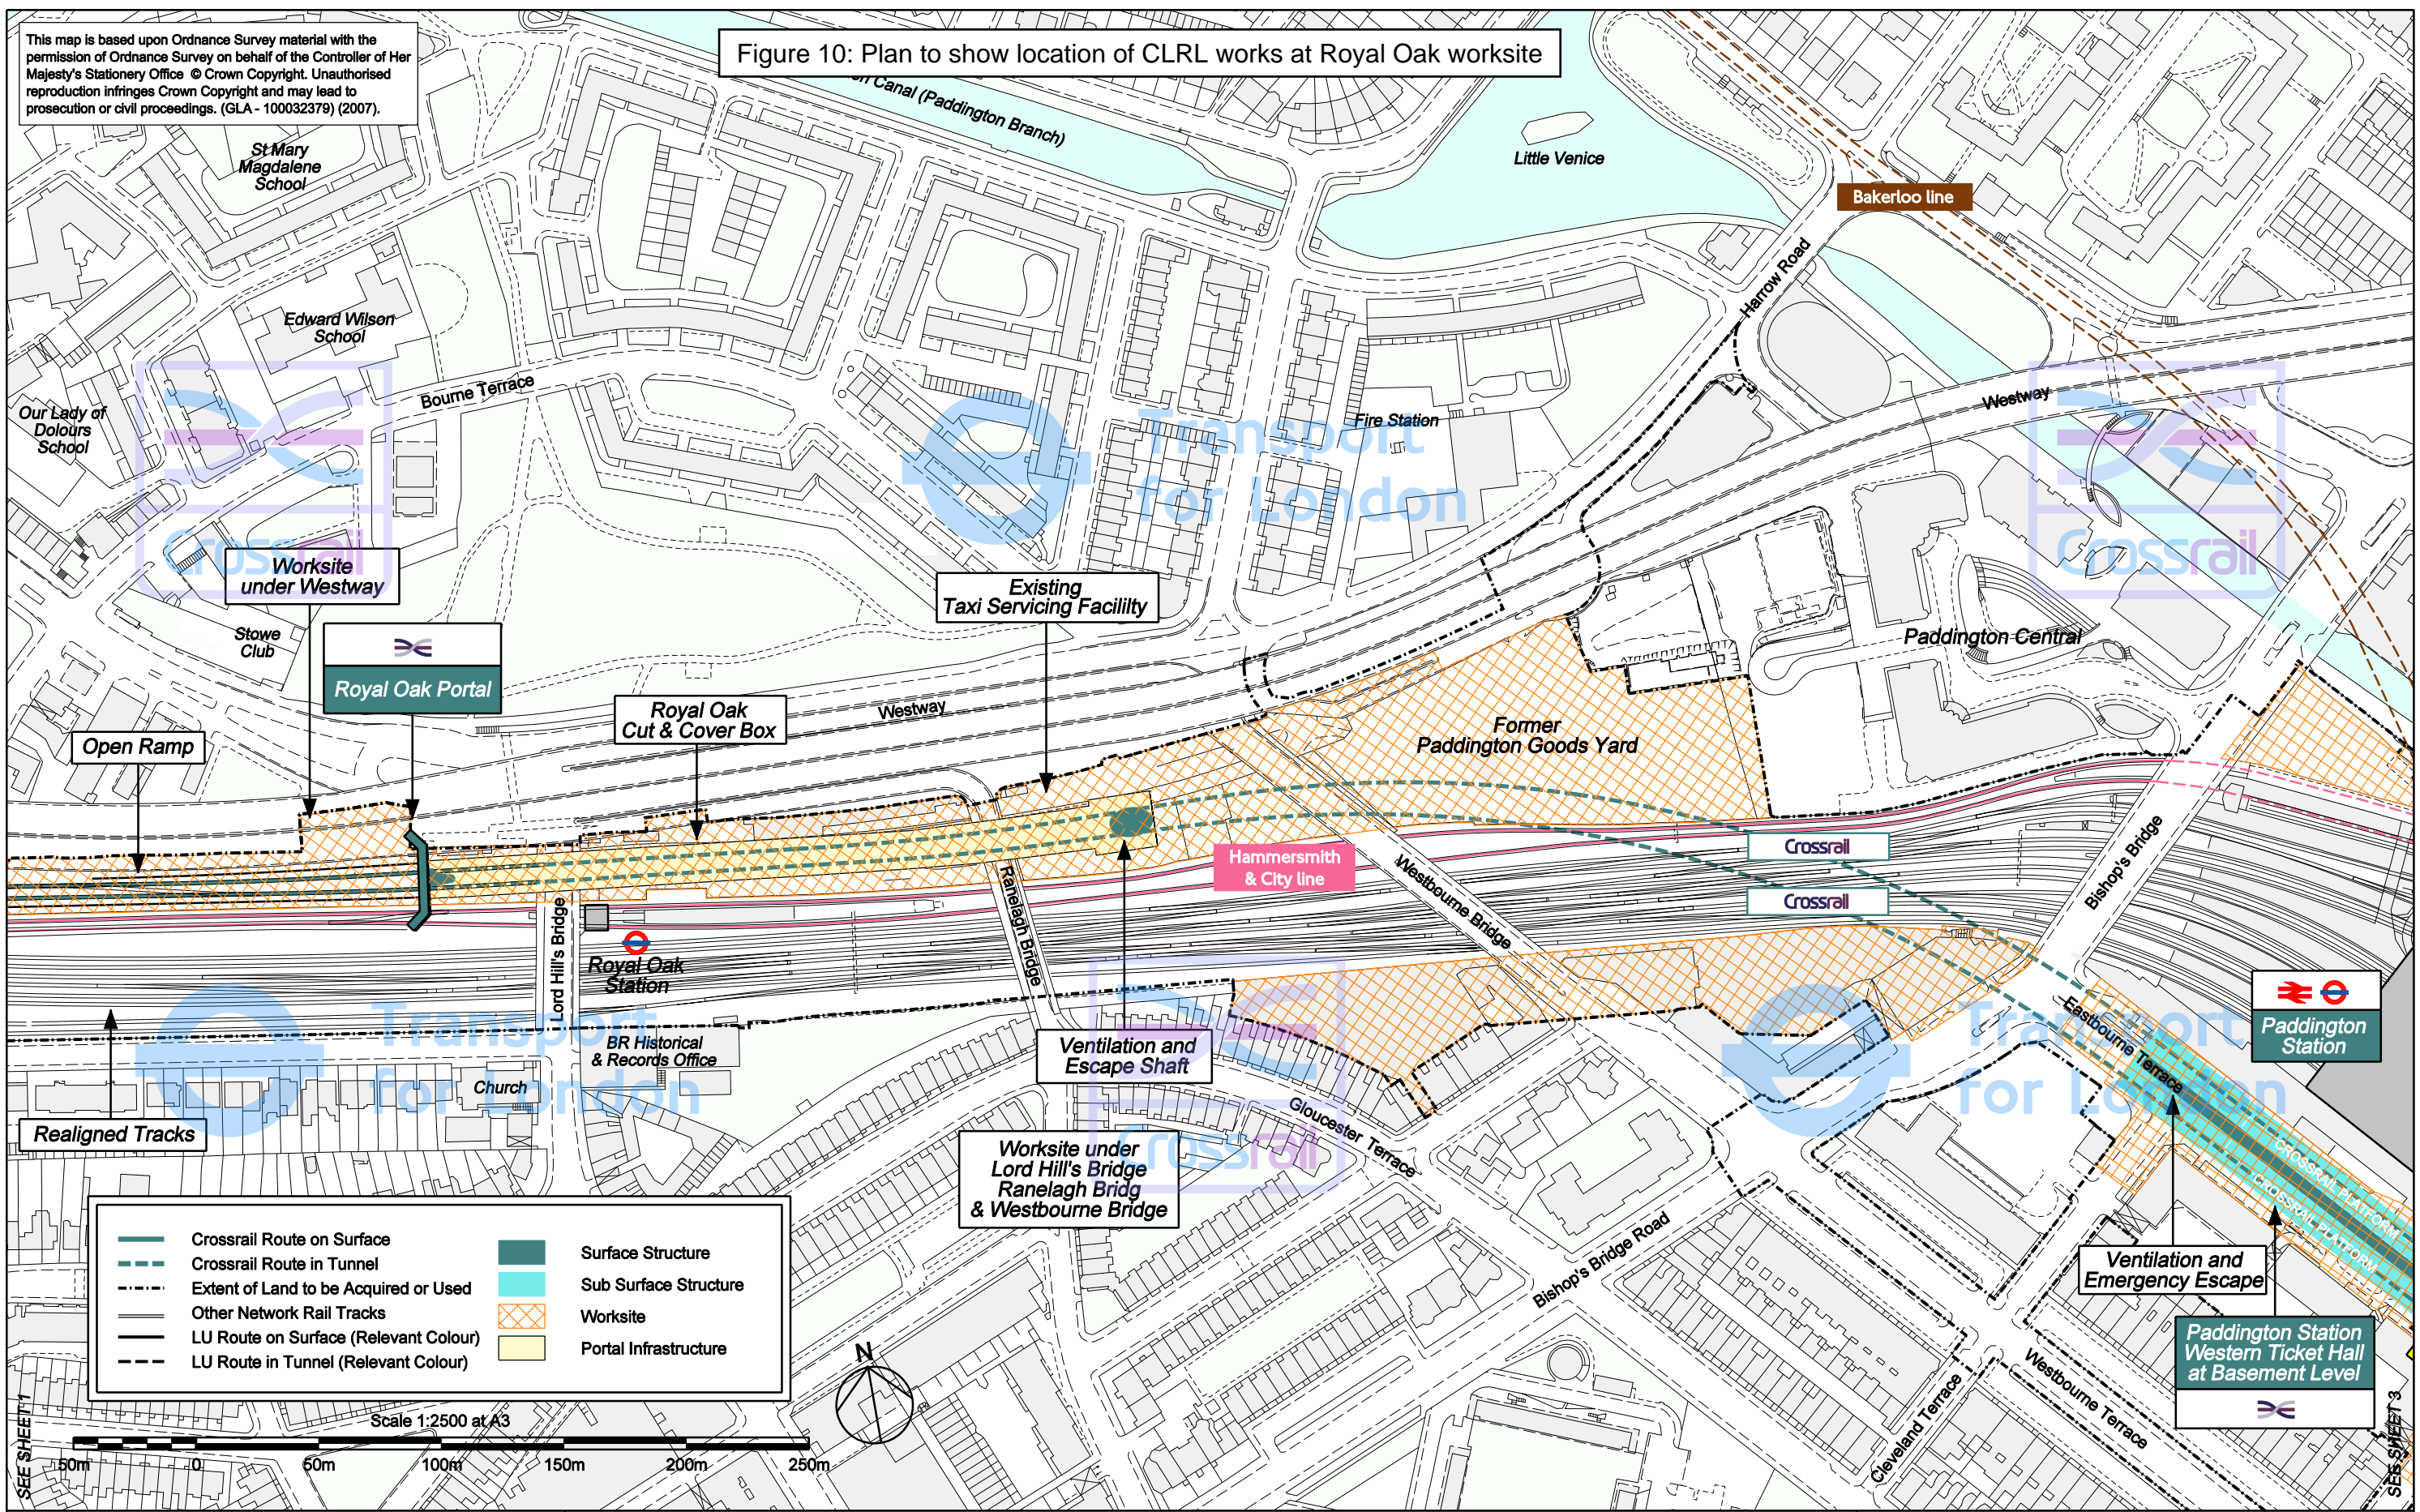 This map is based upon Ordnance Survey material with the
permission of Ordnance Survey on behalf of the Controller of Her
Majesty's Stationery Office © Crown Copyright. Unauthorised
reproduction infringes Crown Copyright and may lead to
prosecution or civil proceedings. (GLA - 100032379) (2007).
Figure 10: Plan to show location of CLRL works at Royal Oak worksite
Canal (Paddington Branch)
Little Venice
St Mary
Magdalene
School
Bakerloo line
Harrow Road
Edward Wilson
School
Bourne Terrace
Our Lady of
Dolours
School
Fire Station
Westway
Transport
for London
Crossrail
Crossrail
Worksite
under Westway
Existing
Taxi Servicing Facililty
Stowe
Club
Paddington Central
Royal Oak Portal
Royal Oak
Cut & Cover Box
Westway
Former
Paddington Goods Yard
Open Ramp
Hammersmith
& City line
Crossrail
Crossrail
Westbourne Bridge
Bishop's Bridge
Ranelagh Bridge
Lord Hill's Bridge
Royal Oak
Station
Transport
for London
Transport
for London
Eastbourne Terrace
Paddington
Station
BR Historical
& Records Office
Ventilation and
Escape Shaft
Church
Realigned Tracks
Gloucester Terrace
Crossrail
Worksite under
Lord Hill's Bridge
Ranelagh Bridg
& Westbourne Bridge
CROSSRAIL PLATFORM
CROSSRAIL PLATFORM
Bishop's Bridge Road
Ventilation and
Emergency Escape
Paddington Station
Western Ticket Hall
at Basement Level
Westbourne Terrace
Cleveland Terrace
Crossrail Route on Surface
Crossrail Route in Tunnel
Extent of Land to be Acquired or Used
Other Network Rail Tracks
LU Route on Surface (Relevant Colour)
LU Route in Tunnel (Relevant Colour)
Surface Structure
Sub Surface Structure
Worksite
Portal Infrastructure
N
Scale 1:2500 at A3
50m 0 50m 100m 150m 200m 250m
SEE SHEET 1
SEE SHEET 3